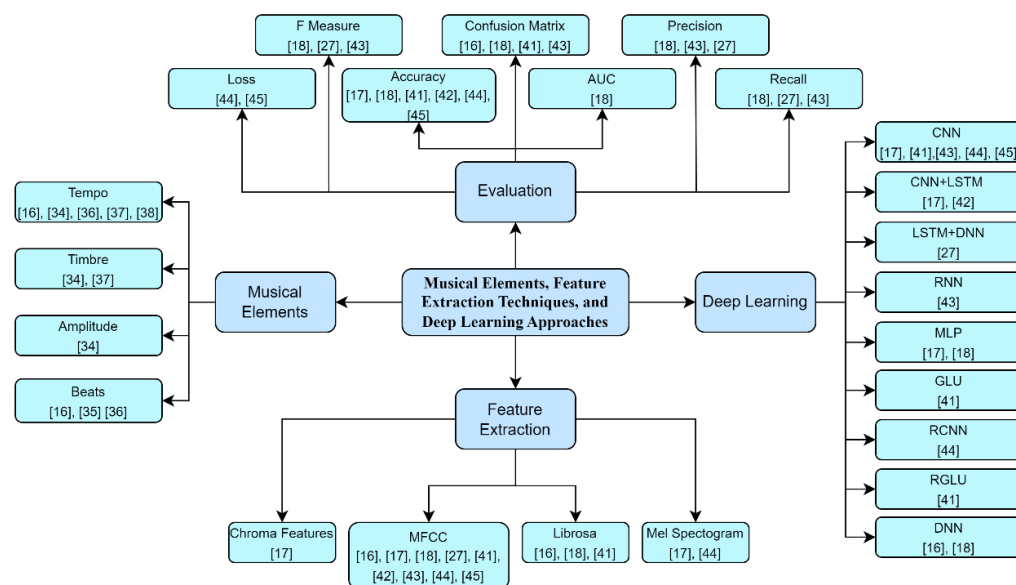 F Measure
[18], [27], [43]
Confusion Matrix
[16], [18], [41], [43]
Precision
[18], [43], [27]
Loss
[44], [45]
Accuracy
[17], [18], [41], [42], [44],
[45]
AUC
[18]
Recall
[18], [27], [43]
Evaluation
Tempo
[16], [34], [36], [37], [38]
Timbre
[34], [37]
Amplitude
[34]
Beats
[16], [35] [36]
Musical
Elements
Musical Elements, Feature
Extraction Techniques, and
Deep Learning Approaches
Deep Learning
CNN
[17], [41],[43], [44], [45]
CNN+LSTM
[17], [42]
LSTM+DNN
[27]
RNN
[43]
MLP
[17], [18]
GLU
[41]
RCNN
[44]
RGLU
[41]
DNN
[16], [18]
Feature
Extraction
Chroma Features
[17]
MFCC
[16], [17], [18], [27], [41],
[42], [43], [44], [45]
Librosa
[16], [18], [41]
Mel Spectogram
[17], [44]